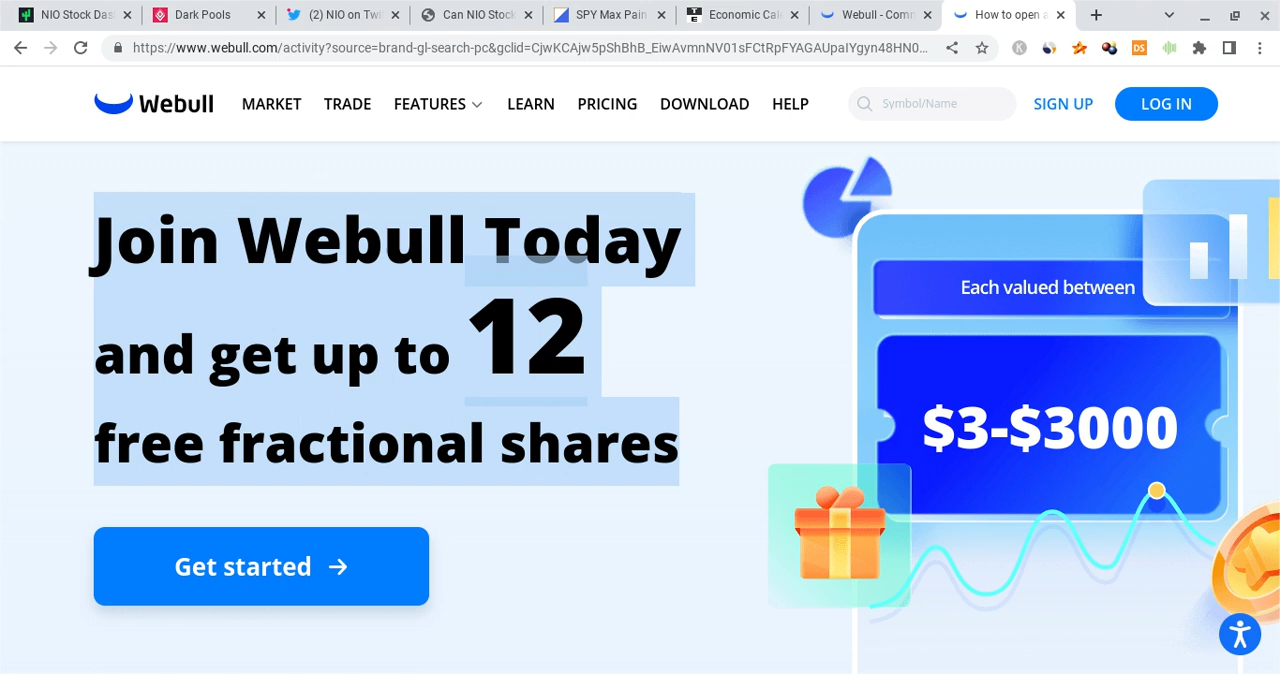 NIO Stock Das
Dark Pools
(2) NIO on Twi
Can NIO Stock
SPY Max Pain
Economic Cale
Webull - Comm
How to open a
https://www.webull.com/activity?source=brand-gl-search-pc&gclid=CjwKCAjw5pShBhB_EiwAvmnNV01sFCtRpFYAGAUpaIYgyn48HN0…
Webull
MARKET
TRADE
FEATURES
LEARN
PRICING
DOWNLOAD
HELP
Symbol/Name
SIGN UP
LOG IN
Join Webull Today
and get up to 12
free fractional shares
Get started →
Each valued between
$3-$3000